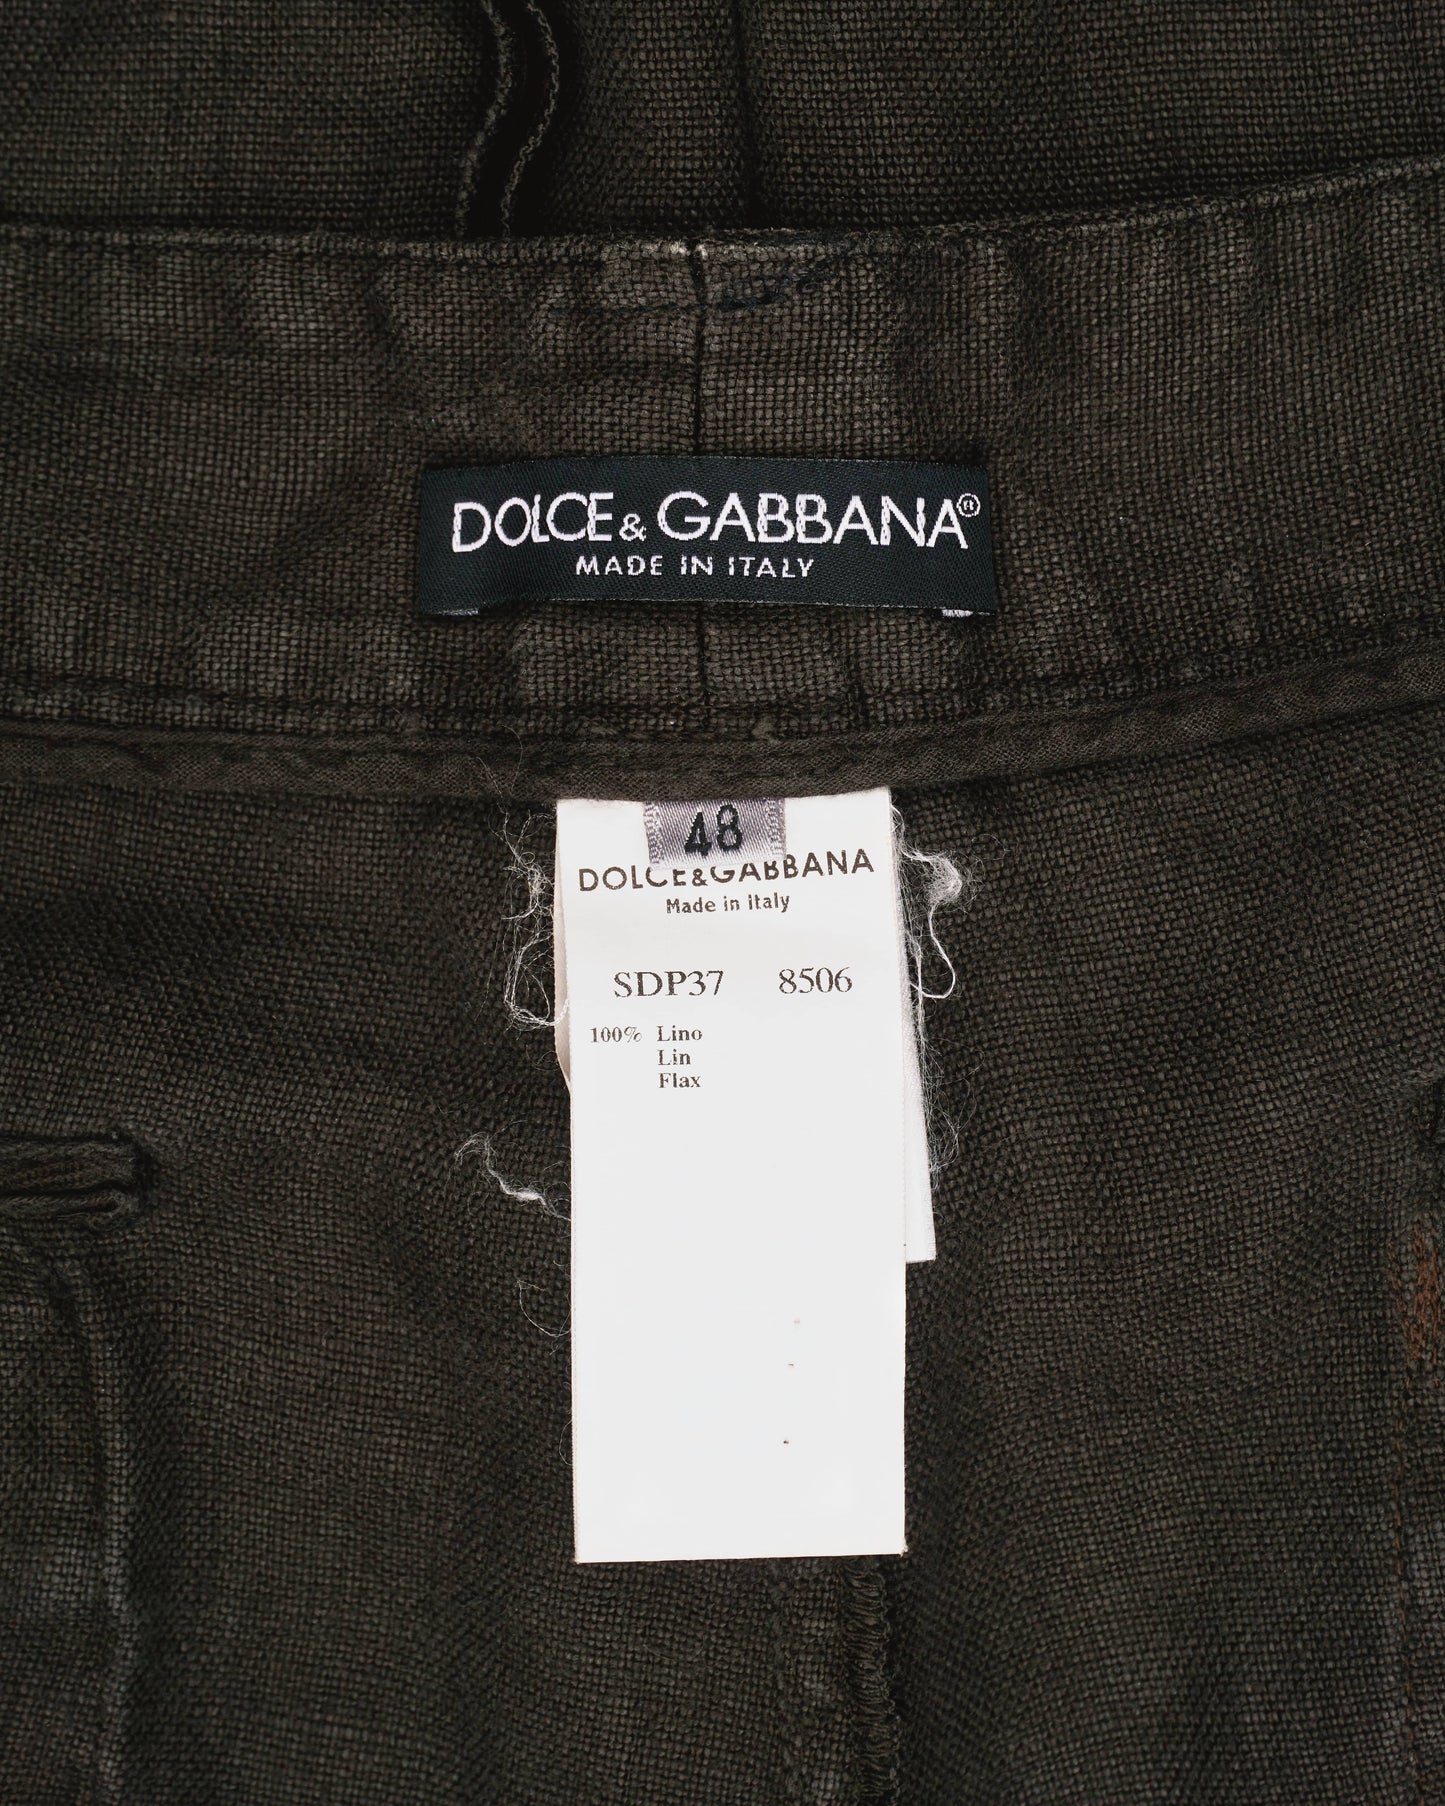 DOLCE & GABBANA®
MADE IN ITALY
48
DOLCE & GABBANA
Made in Italy
SDP37 8506
100% Lino
Lin
Flax